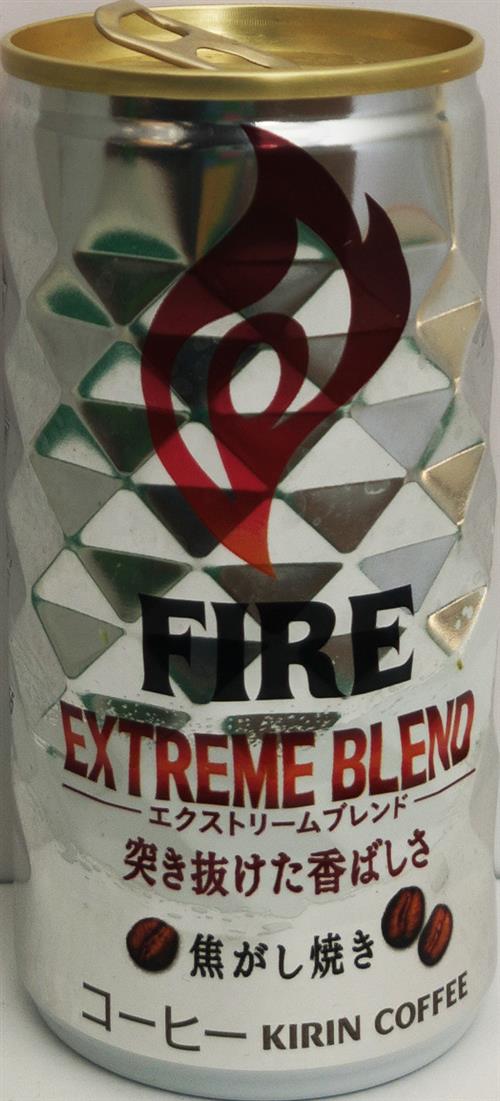 FIRE
EXTREME BLEND
エクストリームブレンド
突き抜けた香ばしさ
焦がし焼き
コーヒー KIRIN COFFEE